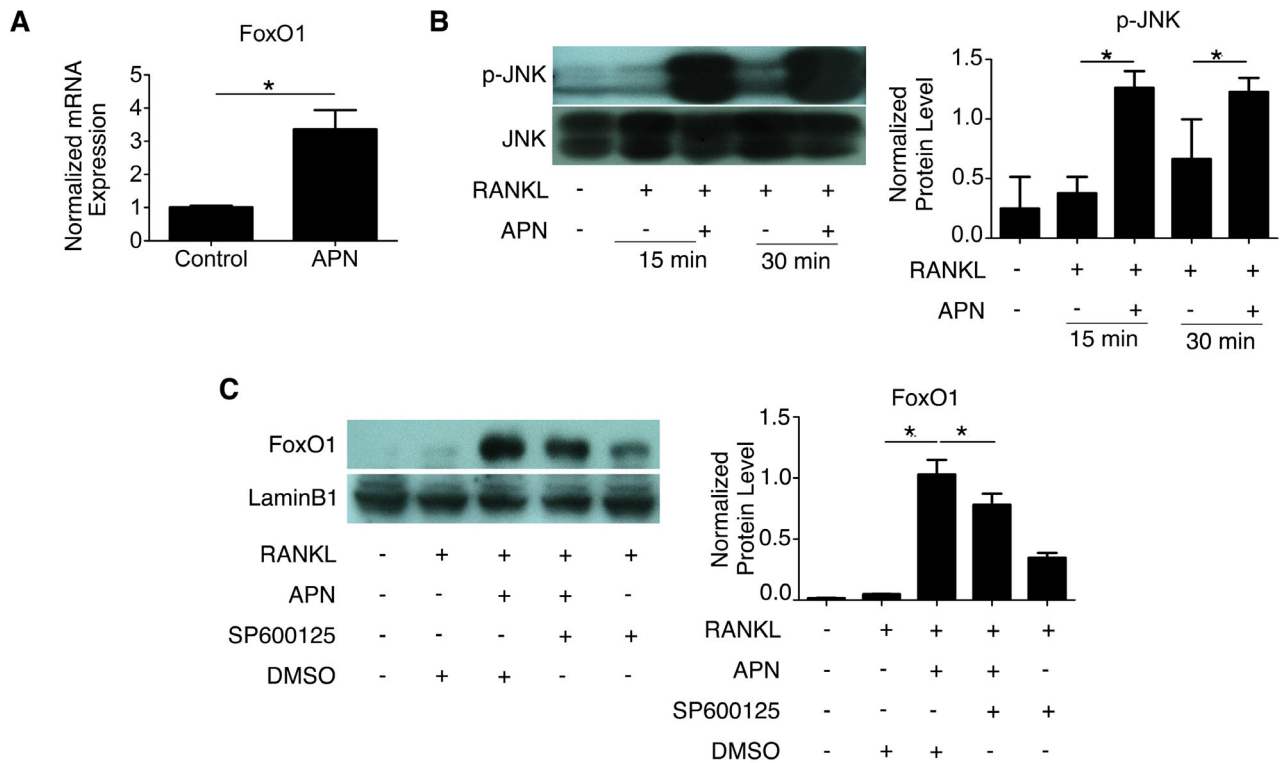 A
FoxO1
Normalized mRNA
Expression
5
4
3
2
1
0
Control APN
*
B
p-JNK
JNK
RANKL - + + + +
APN - - + - +
15 min 30 min
p-JNK
Normalized
Protein Level
1.5
1.0
0.5
0.0
* *
RANKL - + + + +
APN - - + - +
15 min 30 min
C
FoxO1
LaminB1
RANKL - + + + +
APN - - + + -
SP600125 - - - + +
DMSO - + + - -
FoxO1
Normalized
Protein Level
1.5
1.0
0.5
0.0
* *
RANKL - + + + +
APN - - + + -
SP600125 - - - + +
DMSO - + + - -